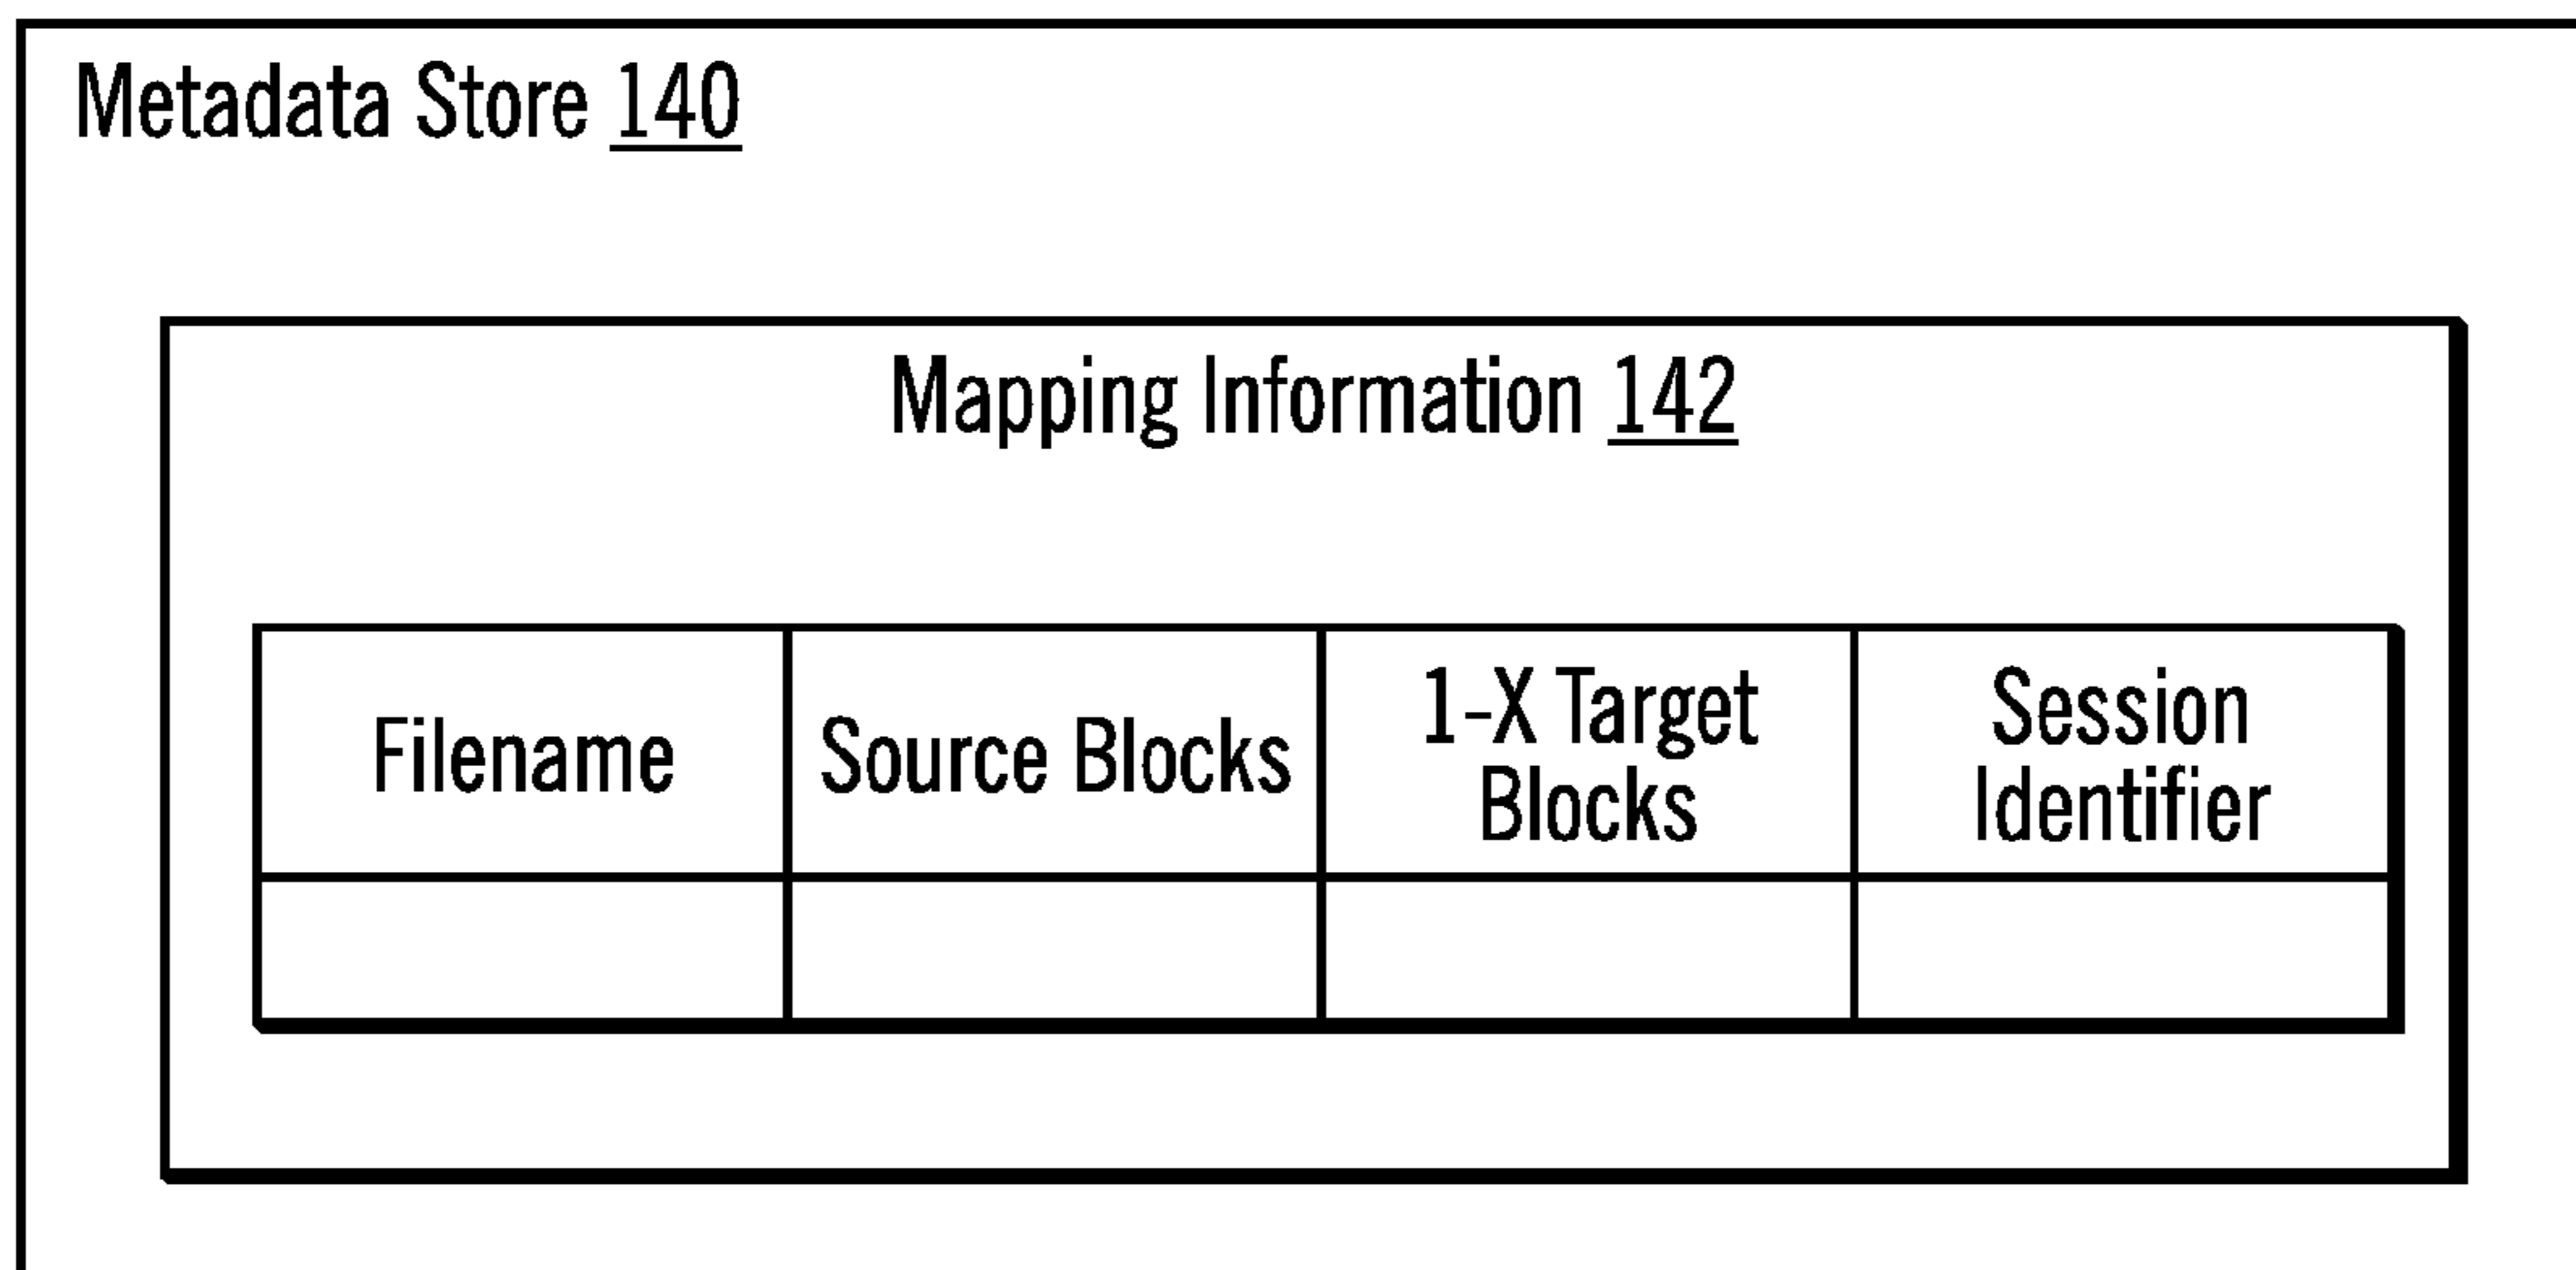 Metadata Store 140
Mapping Information 142
Filename
Source Blocks
1-X Target
Blocks
Session
Identifier